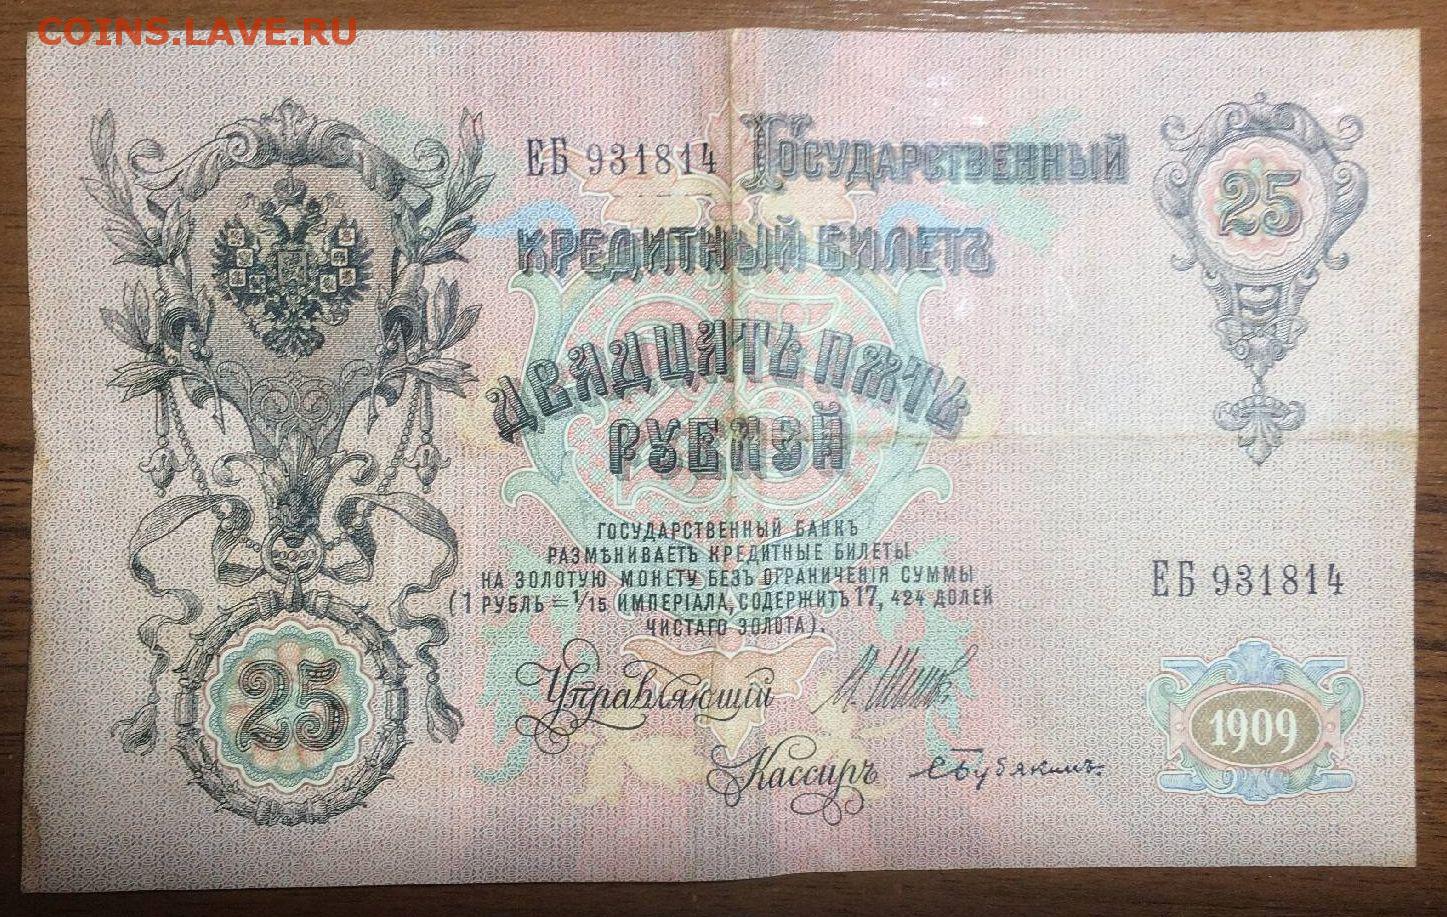 COINS.LAVE.RU
ЕБ 931814 ГОСУДАРСТВЕННЫЙ
КРЕДИТНЫЙ БИЛЕТЪ
25
25
ДВАДЦАТЬ ПЯТЬ
РУБЛЕЙ
ГОСУДАРСТВЕННЫЙ БАНКЪ
РАЗМѢНИВАЕТЪ КРЕДИТНЫЕ БИЛЕТЫ
НА ЗОЛОТУЮ МОНЕТУ БЕЗЪ ОГРАНИЧЕНІЯ СУММЫ
(1 РУБЛЬ = 1/15 ИМПЕРІАЛА, СОДЕРЖИТЪ 17, 424 ДОЛЕЙ
ЧИСТАГО ЗОЛОТА).
ЕБ 931814
25
Управляющій
1909
Кассиръ